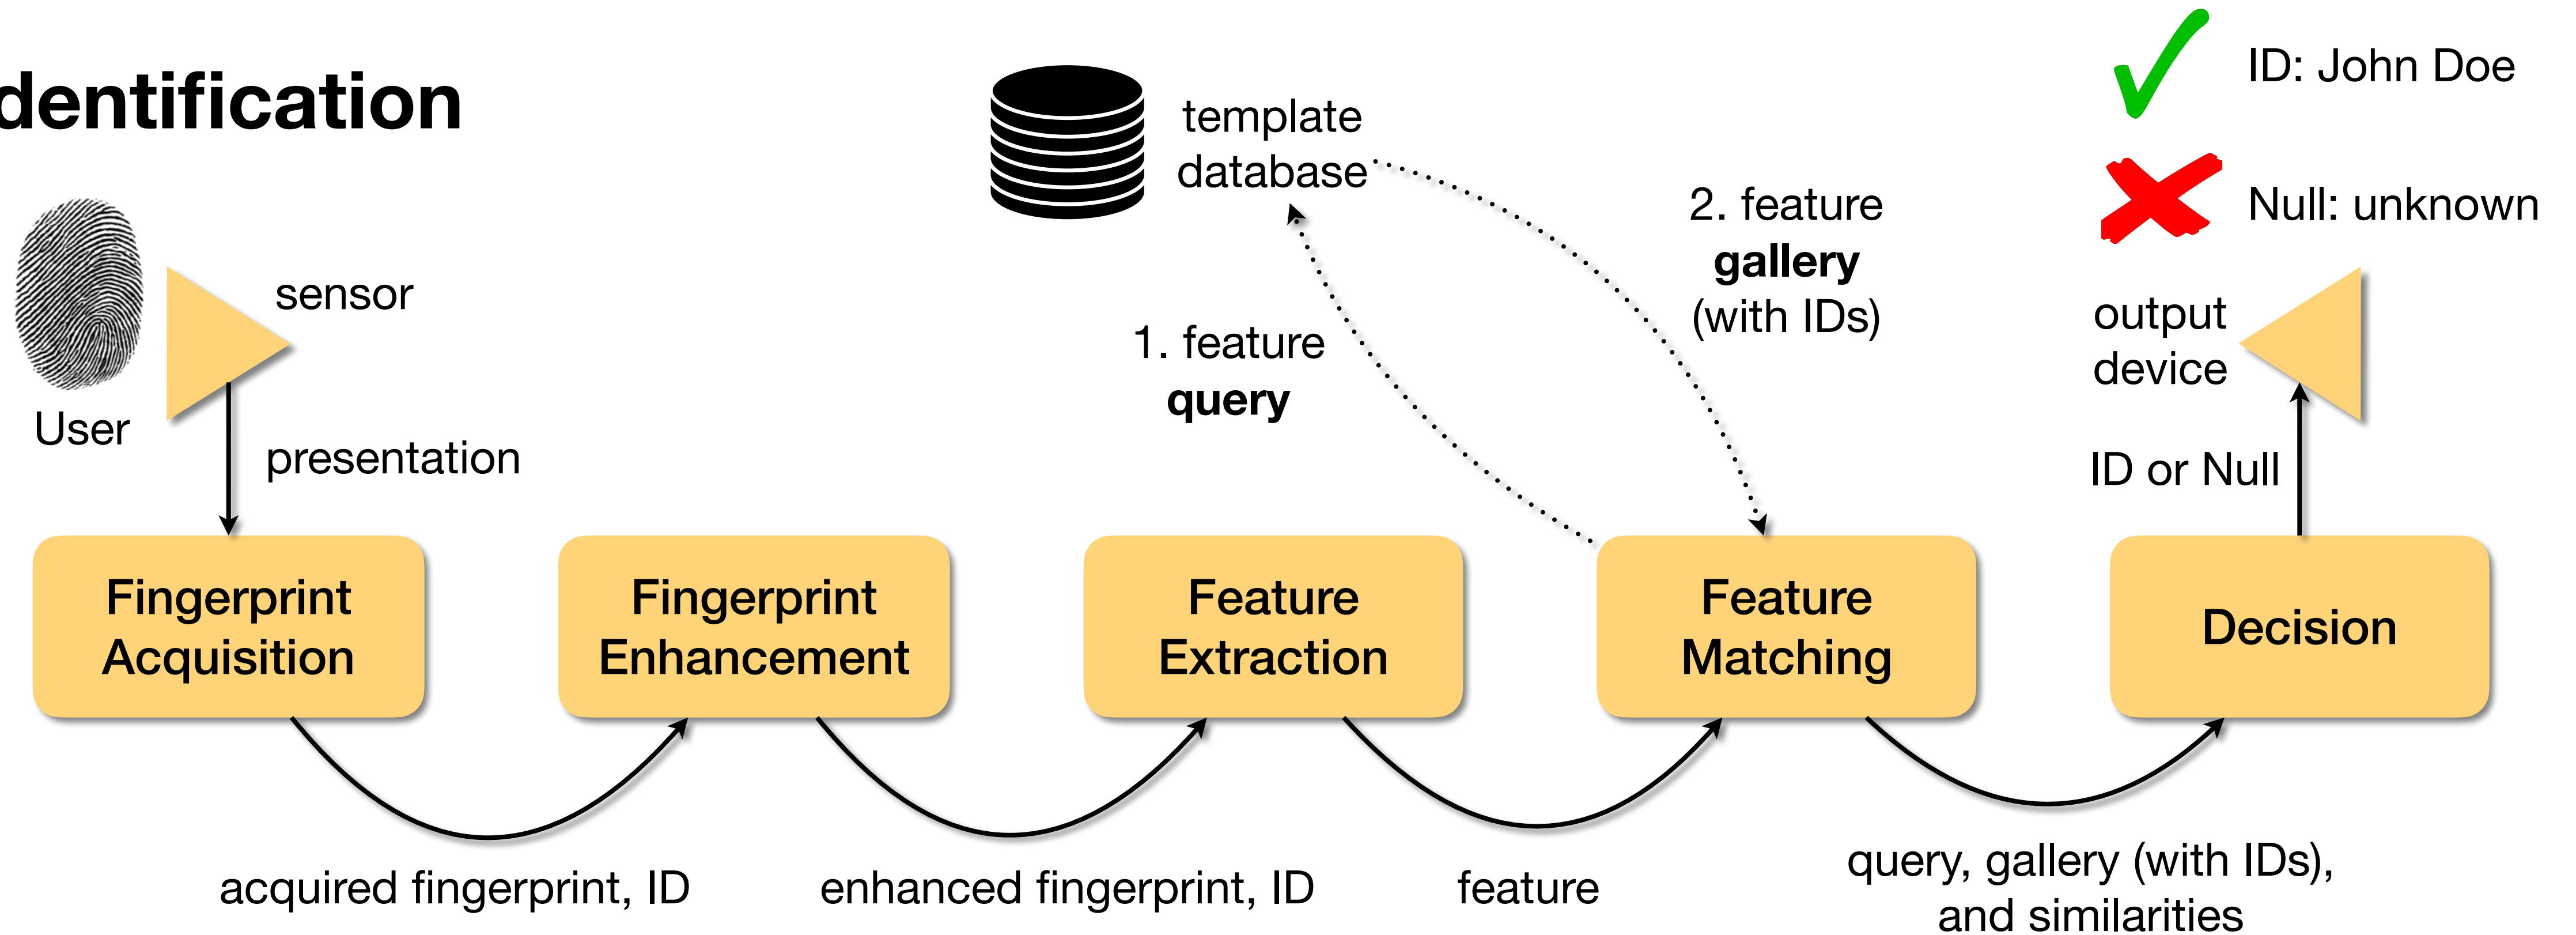 dentification
template
database
ID: John Doe
Null: unknown
sensor
User
presentation
1. feature
query
2. feature
gallery
(with IDs)
output
device
ID or Null
Fingerprint
Acquisition
Fingerprint
Enhancement
Feature
Extraction
Feature
Matching
Decision
acquired fingerprint, ID
enhanced fingerprint, ID
feature
query, gallery (with IDs),
and similarities